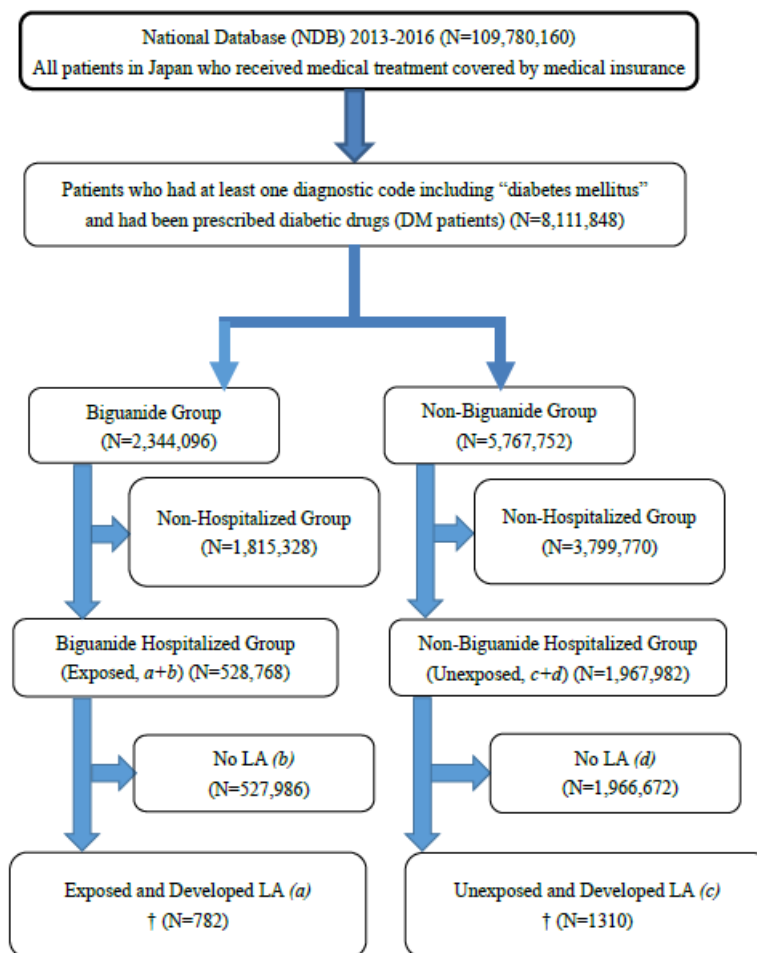 National Database (NDB) 2013-2016 (N=109,780,160)
All patients in Japan who received medical treatment covered by medical insurance
Patients who had at least one diagnostic code including “diabetes mellitus”
and had been prescribed diabetic drugs (DM patients) (N=8,111,848)
Biguanide Group
(N=2,344,096)
Non-Biguanide Group
(N=5,767,752)
Non-Hospitalized Group
(N=1,815,328)
Non-Hospitalized Group
(N=3,799,770)
Biguanide Hospitalized Group
(Exposed, a+b) (N=528,768)
Non-Biguanide Hospitalized Group
(Unexposed, c+d) (N=1,967,982)
No LA (b)
(N=527,986)
No LA (d)
(N=1,966,672)
Exposed and Developed LA (a)
† (N=782)
Unexposed and Developed LA (c)
† (N=1310)